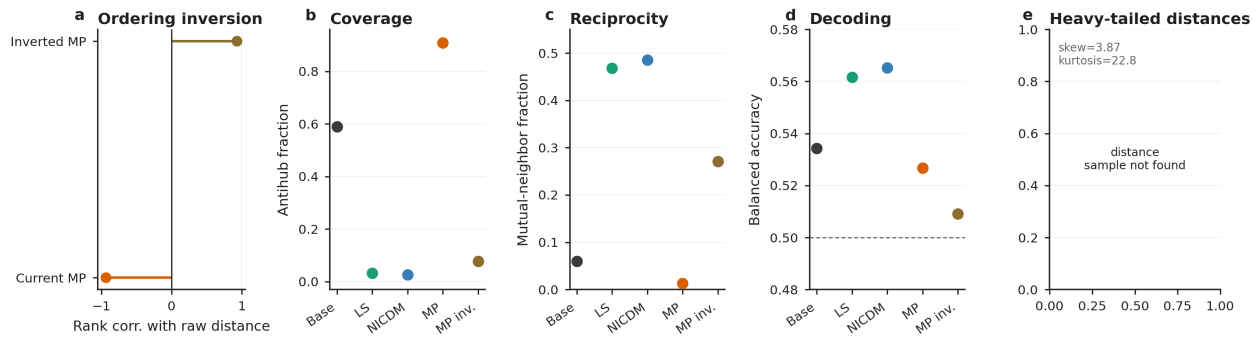 a Ordering inversion
Inverted MP
Current MP
−1 0 1
Rank corr. with raw distance
b Coverage
Antihub fraction
0.8
0.6
0.4
0.2
0.0
Base LS NICDM MP MP inv.
c Reciprocity
Mutual-neighbor fraction
0.5
0.4
0.3
0.2
0.1
0.0
Base LS NICDM MP MP inv.
d Decoding
Balanced accuracy
0.58
0.56
0.54
0.52
0.50
0.48
Base LS NICDM MP MP inv.
e Heavy-tailed distances
1.0
0.8
0.6
0.4
0.2
0.0
skew=3.87
kurtosis=22.8
distance
sample not found
0.00 0.25 0.50 0.75 1.00